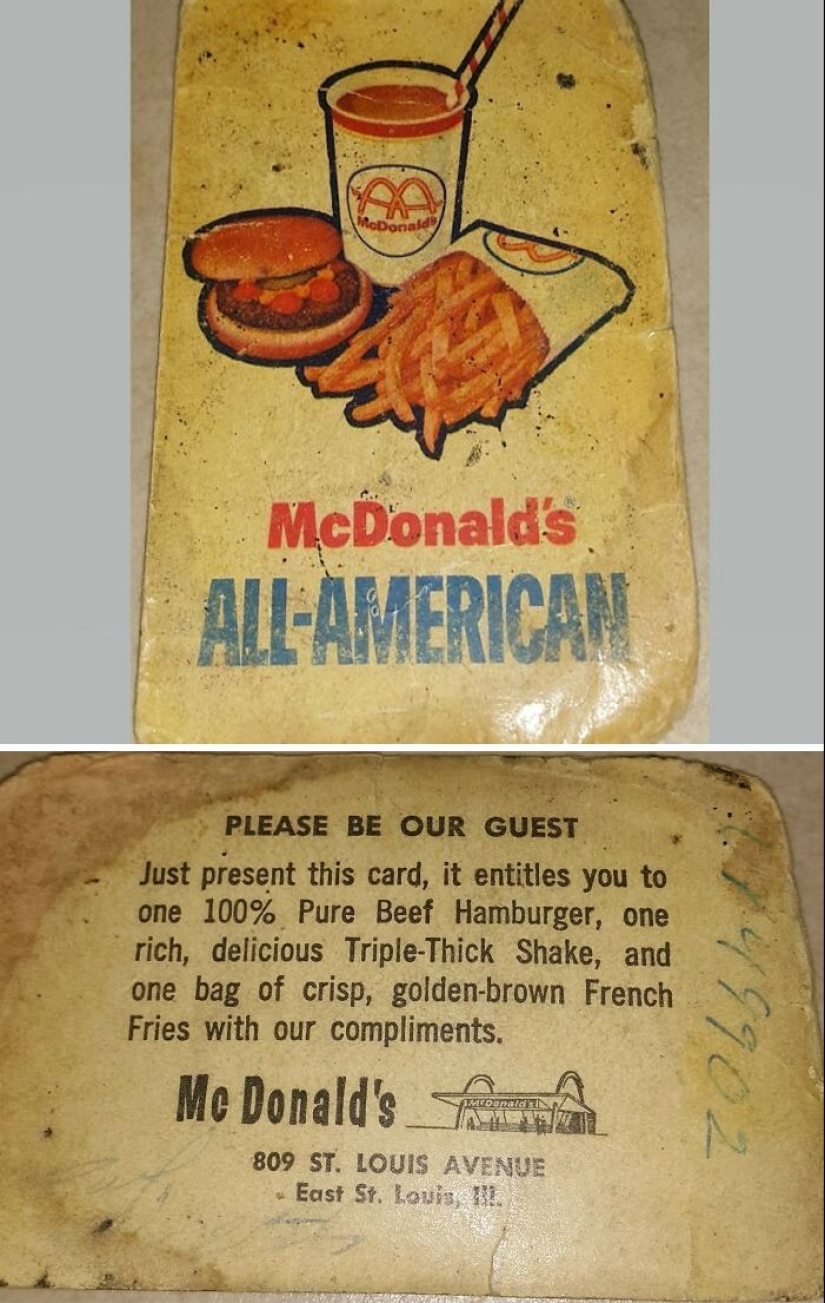 McDonald's
McDonald's®
ALL-AMERICAN
PLEASE BE OUR GUEST
Just present this card, it entitles you to
one 100% Pure Beef Hamburger, one
rich, delicious Triple-Thick Shake, and
one bag of crisp, golden-brown French
Fries with our compliments.
McDonald's
McDonald's
809 ST. LOUIS AVENUE
East St. Louis, Ill.